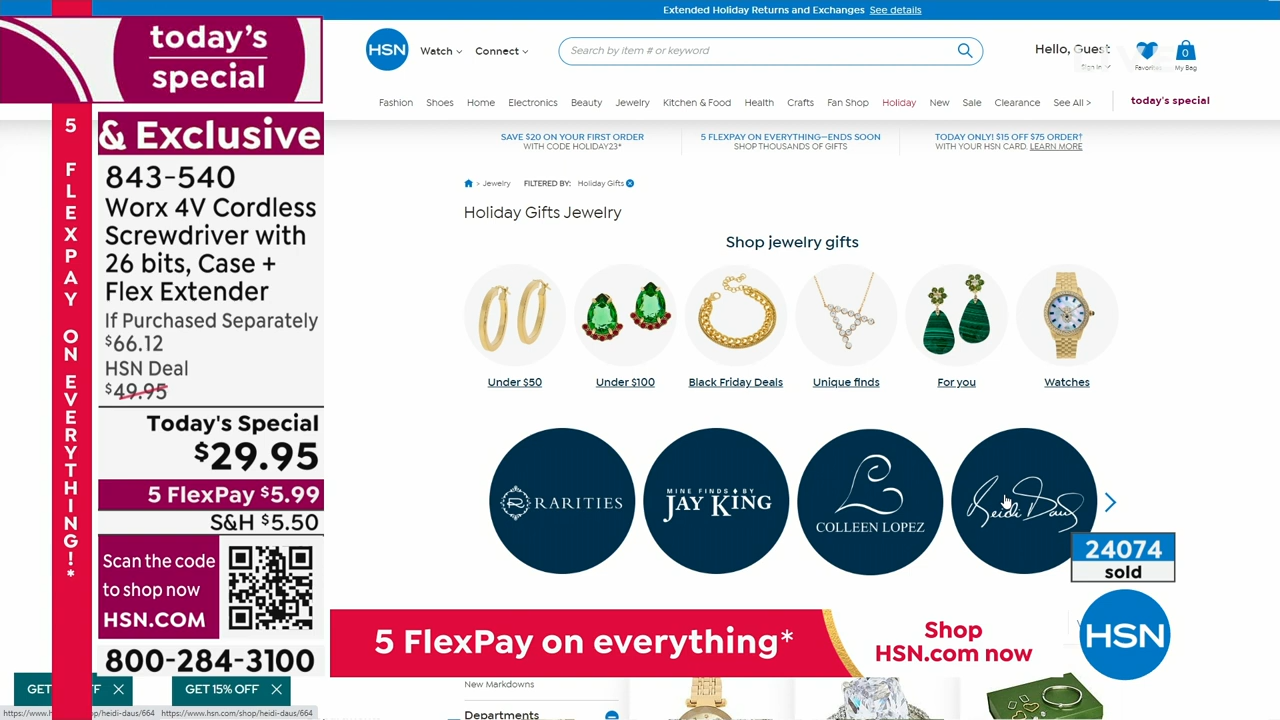 today's
special
5 FLEXPAY ON EVERYTHING!*
& Exclusive
843-540
Worx 4V Cordless
Screwdriver with
26 bits, Case +
Flex Extender
If Purchased Separately
$66.12
HSN Deal
$49.95
Today's Special
$29.95
5 FlexPay $5.99
S&H $5.50
Scan the code
to shop now
HSN.COM
800-284-3100
GET
GET 15% OFF
https://www.hsn.com/shop/heidi-daus/664
Extended Holiday Returns and Exchanges See details
HSN
Watch
Connect
Search by item # or keyword
Hello, Guest
Sign In
Favorites
0
My Bag
Fashion Shoes Home Electronics Beauty Jewelry Kitchen & Food Health Crafts Fan Shop Holiday New Sale Clearance See All > today's special
SAVE $20 ON YOUR FIRST ORDER
WITH CODE HOLIDAY23*
5 FLEXPAY ON EVERYTHING—ENDS SOON
SHOP THOUSANDS OF GIFTS
TODAY ONLY! $15 OFF $75 ORDER†
WITH YOUR HSN CARD. LEARN MORE
> Jewelry FILTERED BY: Holiday Gifts
Holiday Gifts Jewelry
Shop jewelry gifts
Under $50
Under $100
Black Friday Deals
Unique finds
For you
Watches
R RARITIES
MINE FINDS BY
JAY KING
COLLEEN LOPEZ
Heidi Daus
24074
sold
5 FlexPay on everything*
Shop
HSN.com now
HSN
New Markdowns
Departments